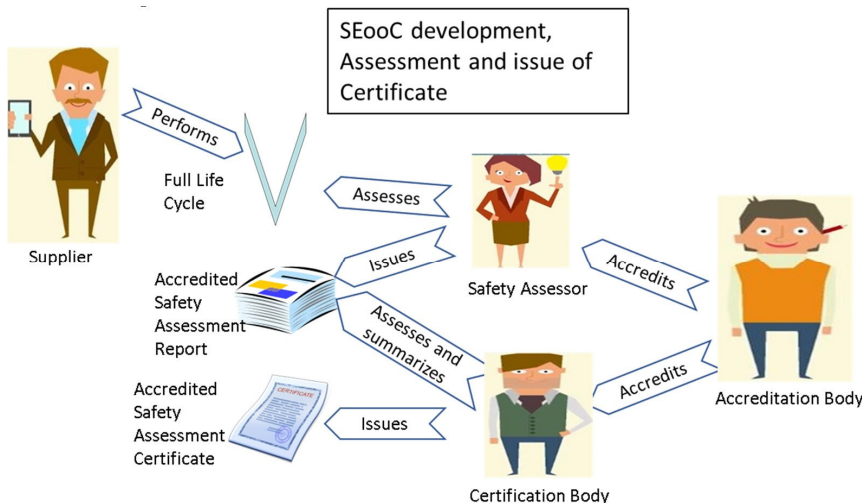 SEooC development,
Assessment and issue of
Certificate
Performs
Full Life
Cycle
Supplier
Assesses
Issues
Safety Assessor
Accredits
Accredited
Safety
Assessment
Report
Assesses and
summarizes
Accredits
Accreditation Body
Accredited
Safety
Assessment
Certificate
CERTIFICATE
Issues
Certification Body